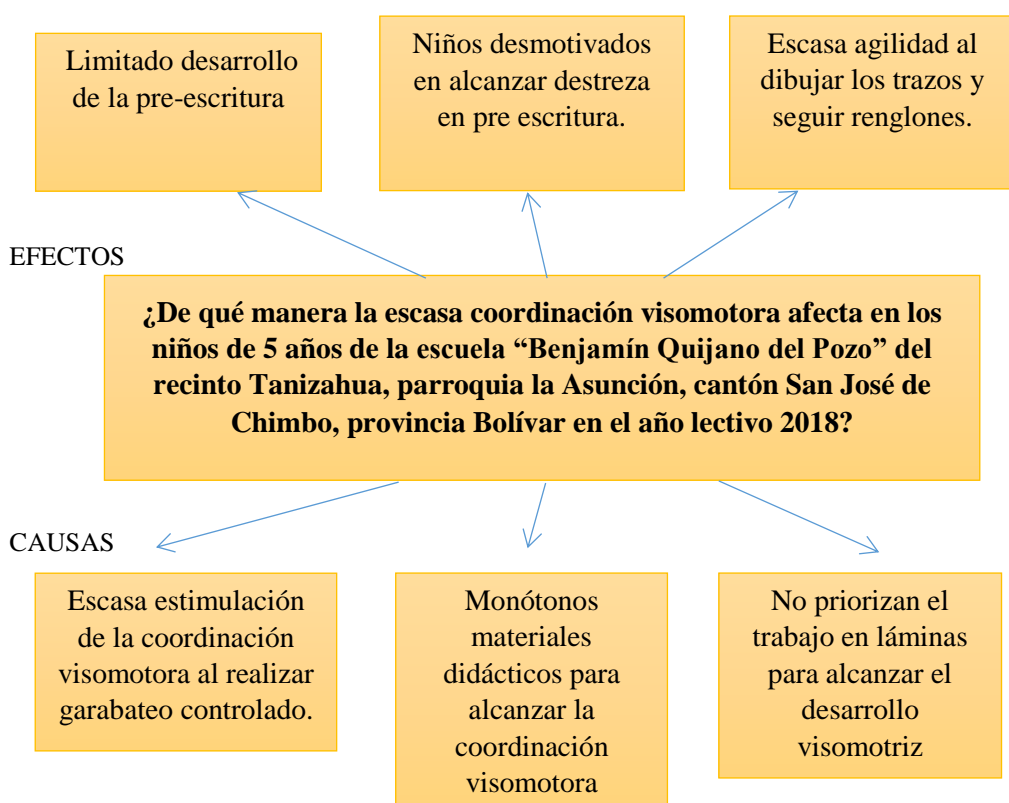 Limitado desarrollo
de la pre-escritura
Niños desmotivados
en alcanzar destreza
en pre escritura.
Escasa agilidad al
dibujar los trazos y
seguir renglones.
EFECTOS
¿De qué manera la escasa coordinación visomotora afecta en los
niños de 5 años de la escuela “Benjamín Quijano del Pozo” del
recinto Tanizahua, parroquia la Asunción, cantón San José de
Chimbo, provincia Bolívar en el año lectivo 2018?
CAUSAS
Escasa estimulación
de la coordinación
visomotora al realizar
garabateo controlado.
Monótonos
materiales
didácticos para
alcanzar la
coordinación
visomotora
No priorizan el
trabajo en láminas
para alcanzar el
desarrollo
visomotriz